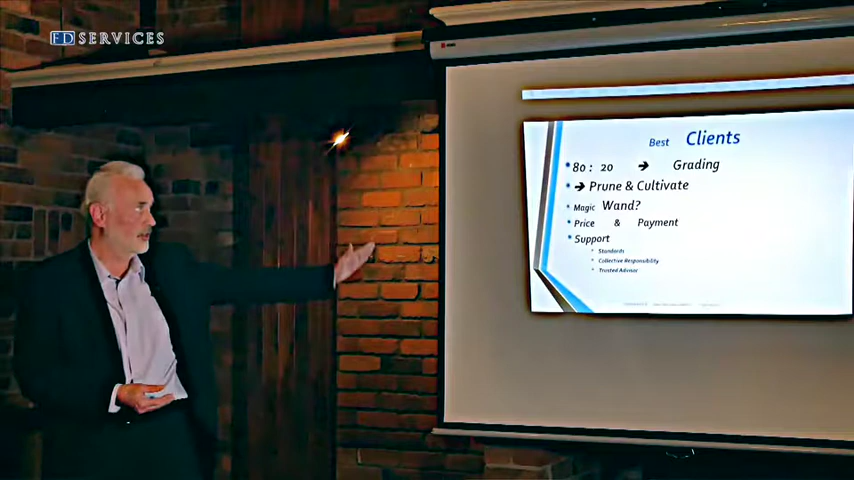 FD SERVICES
Best Clients
80 : 20 ➔ Grading
➔ Prune & Cultivate
Magic Wand?
Price & Payment
Support
Standards
Collective Responsibility
Trusted Advisor